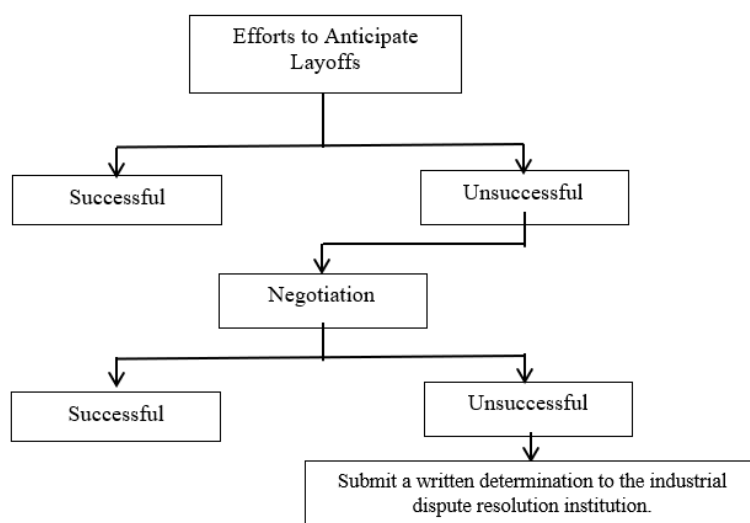 Efforts to Anticipate
Layoffs
Successful
Unsuccessful
Negotiation
Successful
Unsuccessful
Submit a written determination to the industrial
dispute resolution institution.